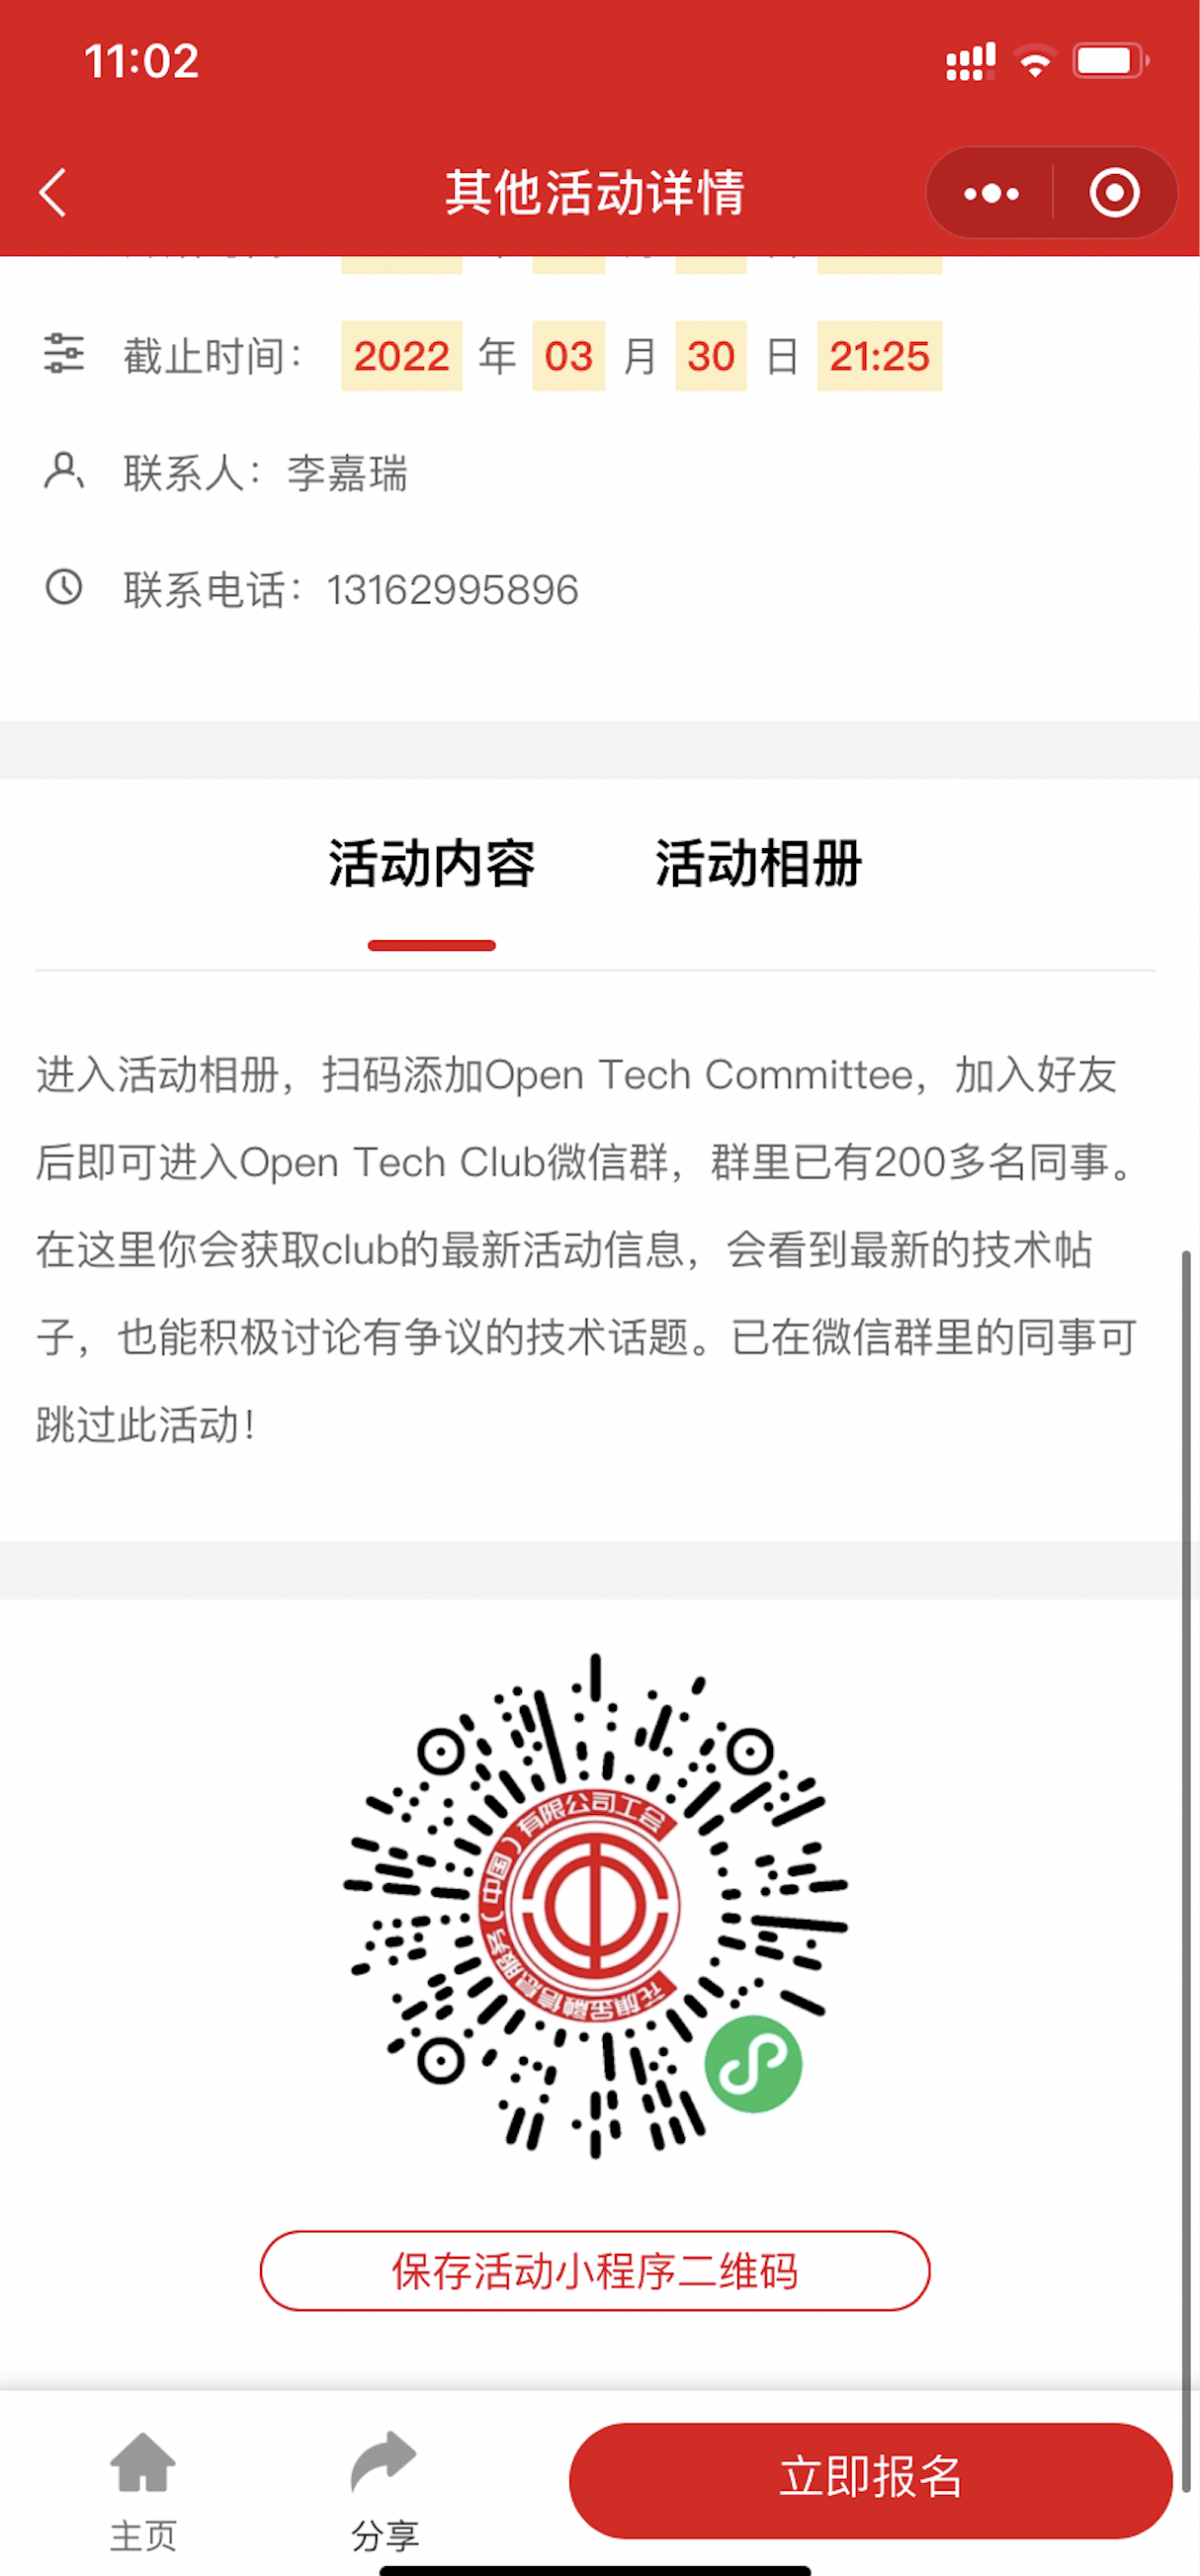 11:02
其他活动详情
截止时间： 2022 年 03 月 30 日 21:25
联系人：李嘉瑞
联系电话：13162995896
活动内容 活动相册
进入活动相册，扫码添加Open Tech Committee，加入好友
后即可进入Open Tech Club微信群，群里已有200多名同事。
在这里你会获取club的最新活动信息，会看到最新的技术帖
子，也能积极讨论有争议的技术话题。已在微信群里的同事可
跳过此活动！
花旗金融信息服务（中国）有限公司工会
保存活动小程序二维码
主页 分享 立即报名